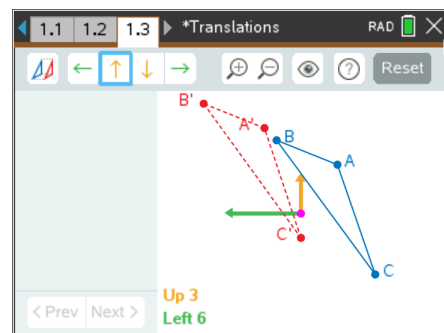 1.1 1.2 1.3 *Translations RAD
Reset
B'
A'
B
A
C'
C
Up 3
Left 6
< Prev Next >